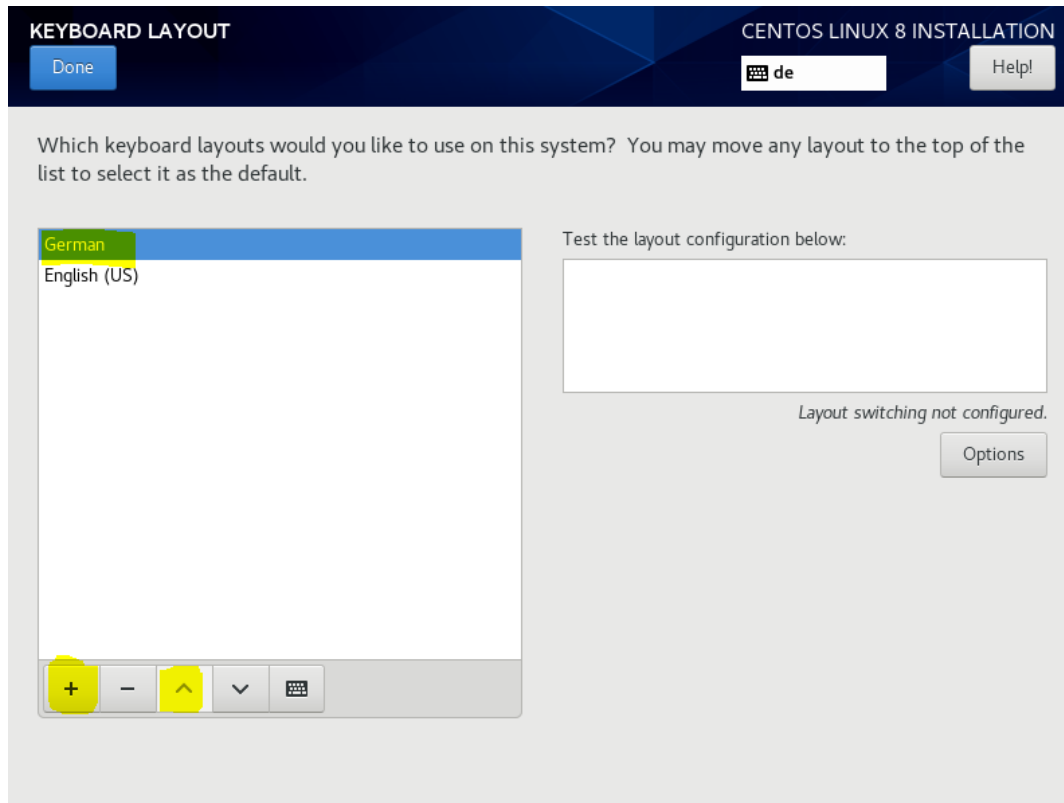 KEYBOARD LAYOUT
CENTOS LINUX 8 INSTALLATION
Done
de
Help!
Which keyboard layouts would you like to use on this system? You may move any layout to the top of the
list to select it as the default.
German
English (US)
Test the layout configuration below:
Layout switching not configured.
Options